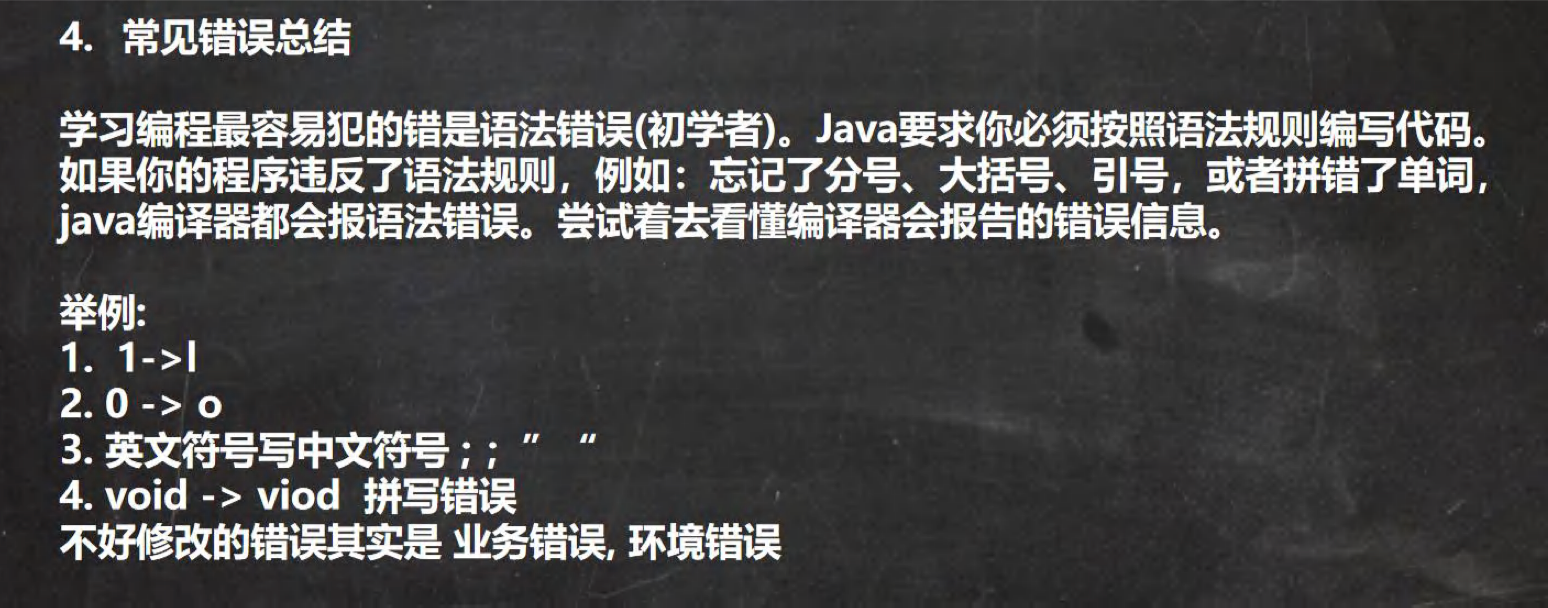 4. 常见错误总结
学习编程最容易犯的错是语法错误(初学者)。Java要求你必须按照语法规则编写代码。
如果你的程序违反了语法规则，例如：忘记了分号、大括号、引号，或者拼错了单词，
java编译器都会报语法错误。尝试着去看懂编译器会报告的错误信息。
举例:
1. 1->l
2. 0 -> o
3. 英文符号写中文符号 ; ；” “
4. void -> viod 拼写错误
不好修改的错误其实是 业务错误, 环境错误